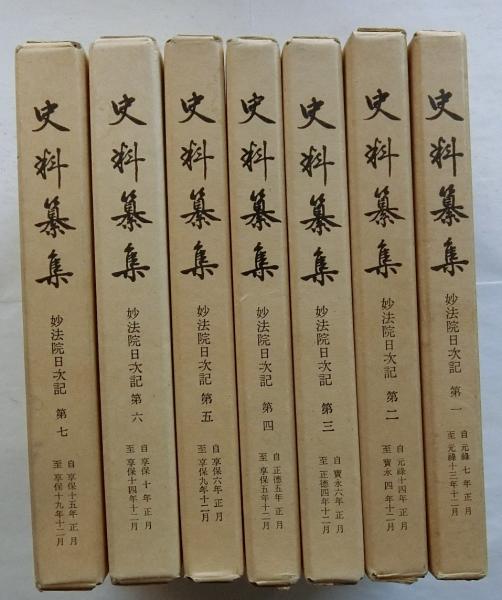 史料纂集
妙法院日次記 第一
自 元祿 七年 正月
至 元祿十三年十二月
史料纂集
妙法院日次記 第二
自 元祿十四年 正月
至 寶永 四年十二月
史料纂集
妙法院日次記 第三
自 寶永六年 正月
至 正德四年十二月
史料纂集
妙法院日次記 第四
自 正德五年 正月
至 享保五年十二月
史料纂集
妙法院日次記 第五
自 享保六年 正月
至 享保九年十二月
史料纂集
妙法院日次記 第六
自 享保 十 年 正月
至 享保十四年十二月
史料纂集
妙法院日次記 第七
自 享保十五年 正月
至 享保十九年十二月